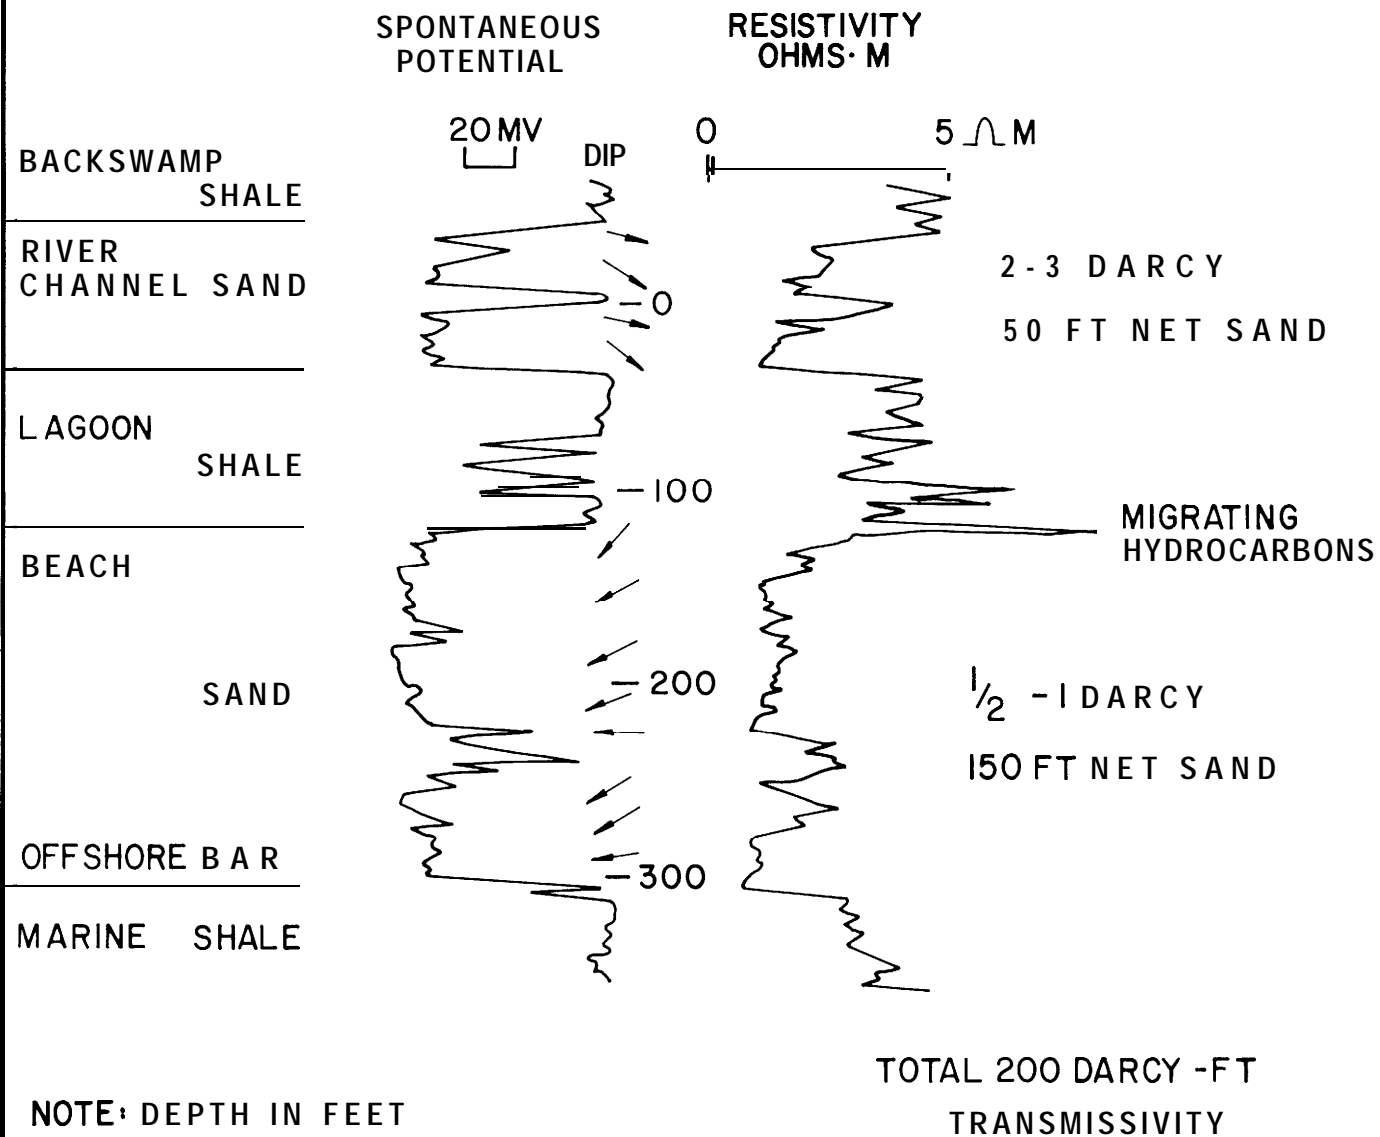 SPONTANEOUS
POTENTIAL
RESISTIVITY
OHMS· M
20 MV
DIP
0
5 Ω M
BACKSWAMP
SHALE
RIVER
CHANNEL SAND
0
2-3 DARCY
50 FT NET SAND
LAGOON
SHALE
100
MIGRATING
HYDROCARBONS
BEACH
SAND
200
1/2 -1 DARCY
150 FT NET SAND
OFFSHORE BAR
300
MARINE SHALE
TOTAL 200 DARCY -FT
TRANSMISSIVITY
NOTE: DEPTH IN FEET